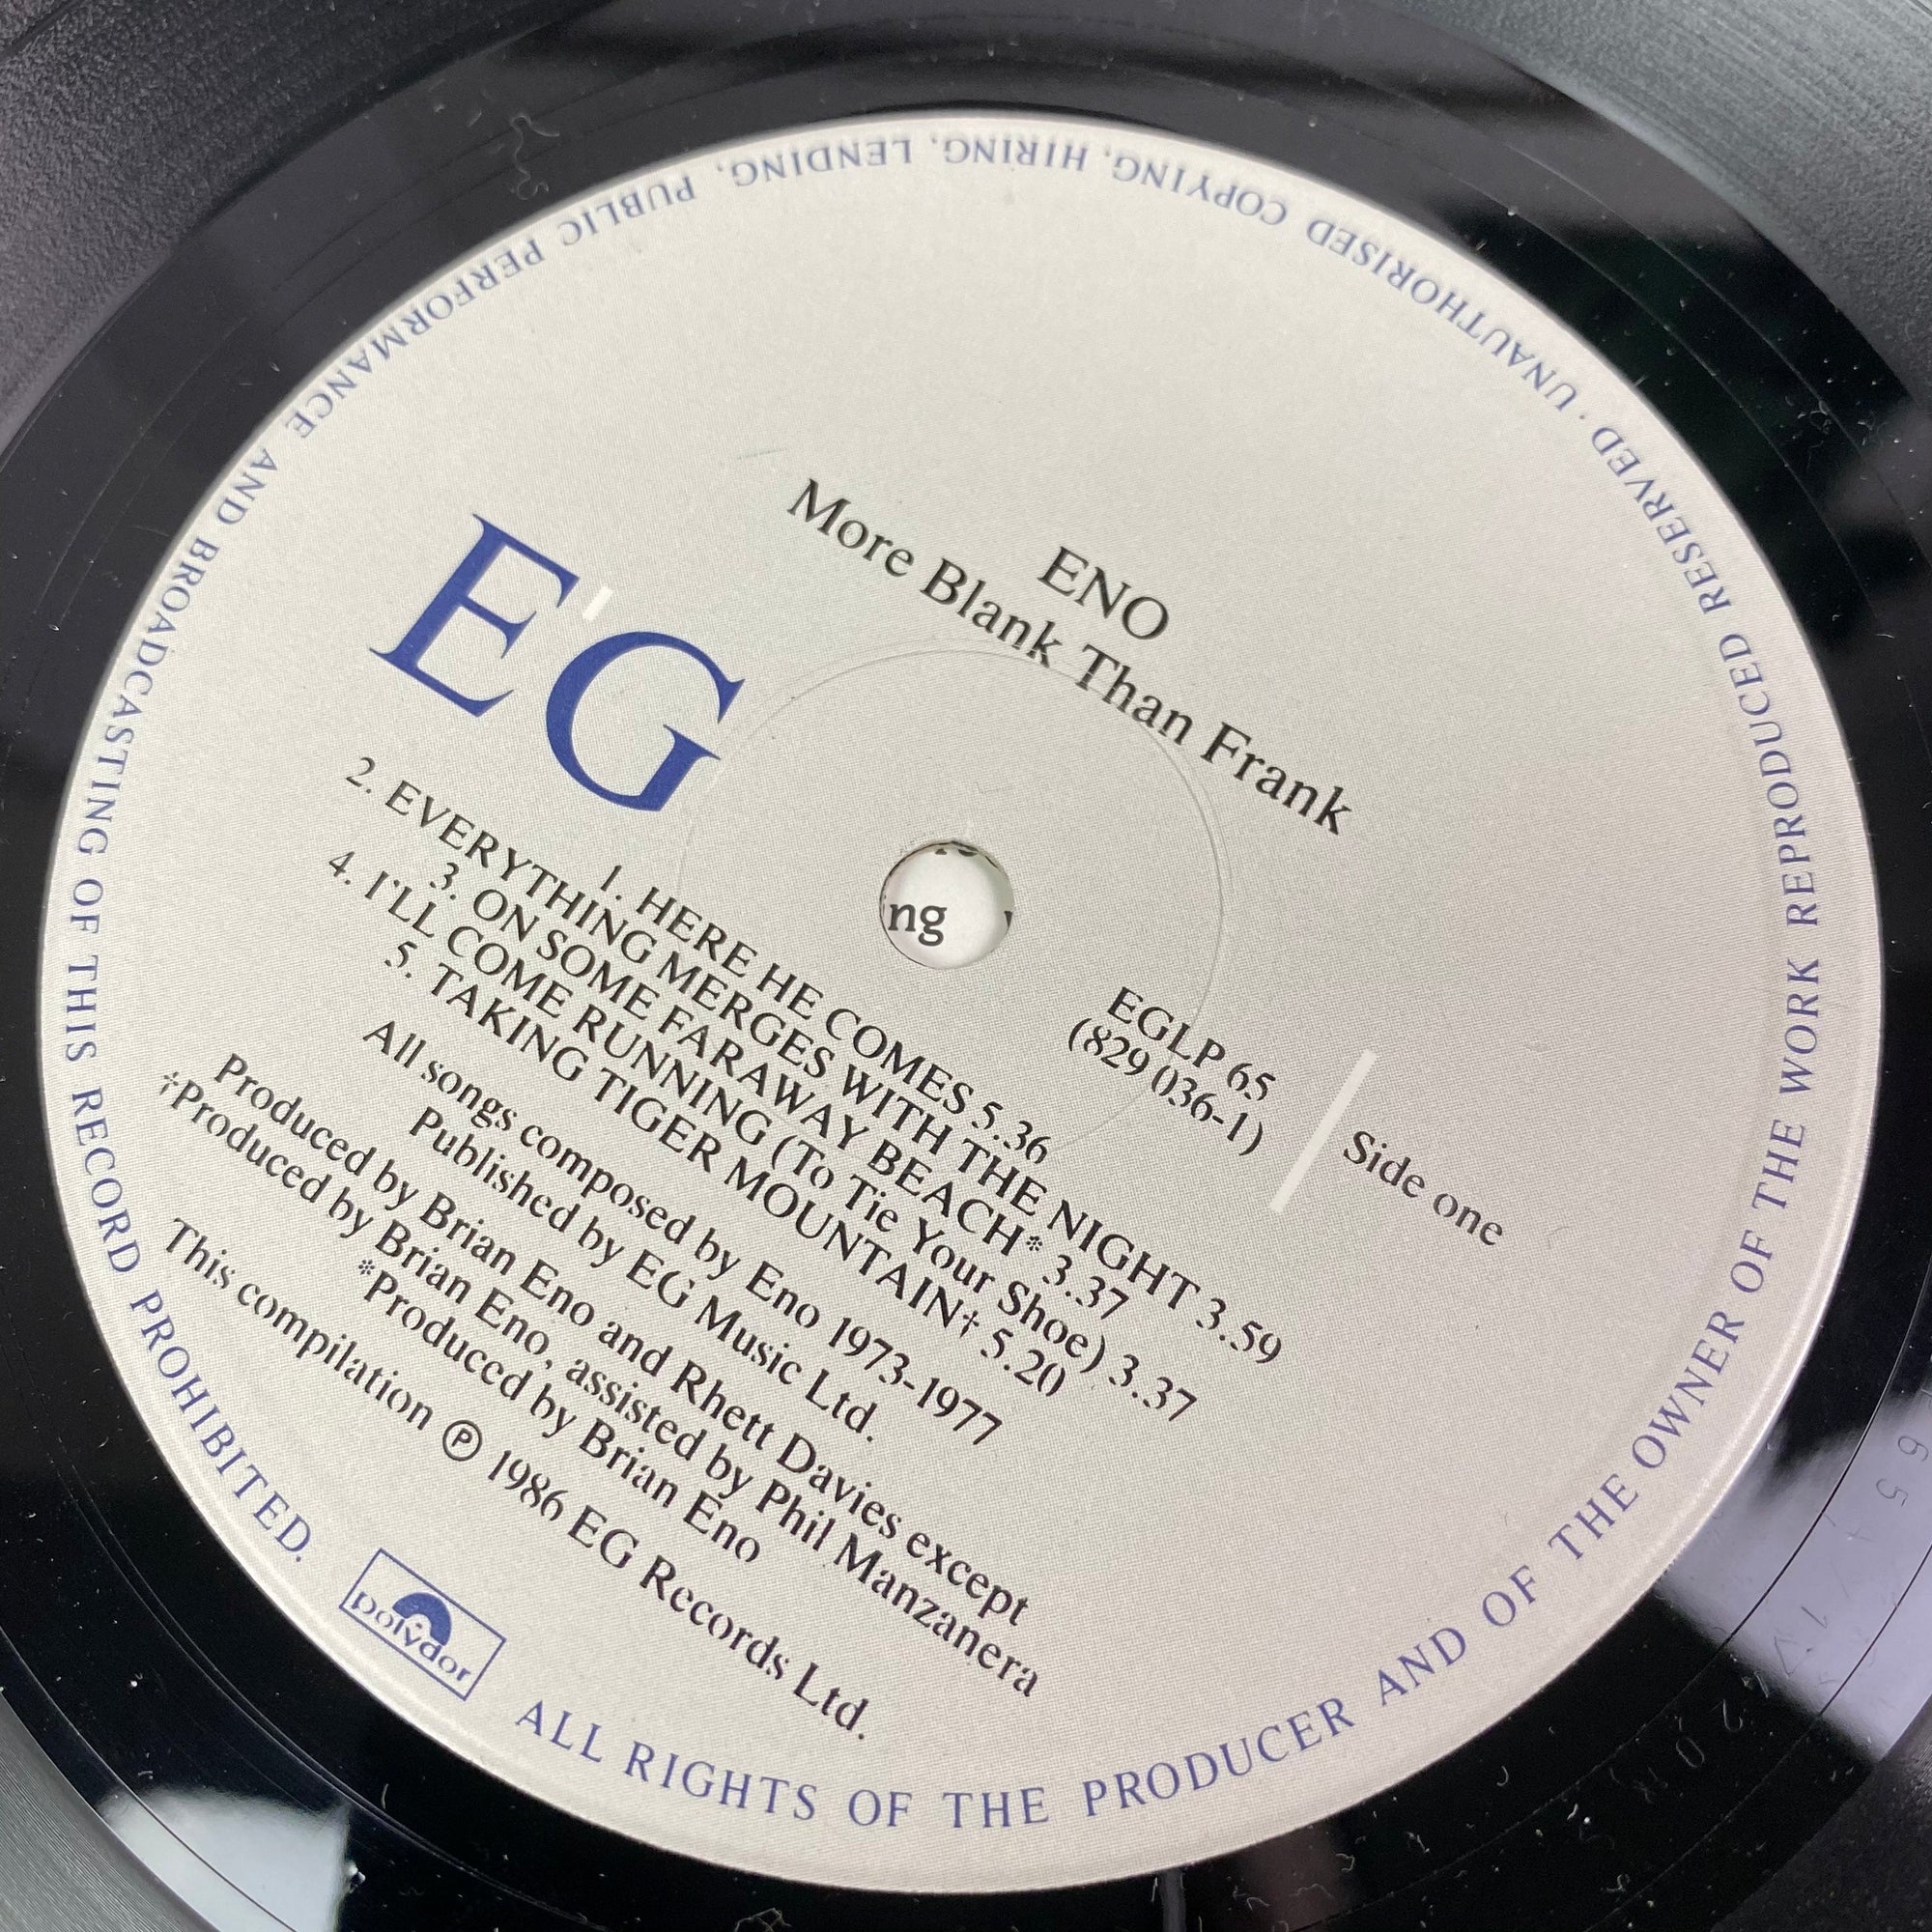 ENO
More Blank Than Frank
EG
EGLP 65
(829 036-1)
Side one
1. HERE HE COMES 5.36
2. EVERYTHING MERGES WITH THE NIGHT 3.59
3. ON SOME FARAWAY BEACH* 3.37
4. I'LL COME RUNNING (To Tie Your Shoe) 3.37
5. TAKING TIGER MOUNTAIN† 5.20
All songs composed by Eno 1973-1977
Published by EG Music Ltd.
Produced by Brian Eno and Rhett Davies except
†Produced by Brian Eno, assisted by Phil Manzanera
*Produced by Brian Eno
This compilation ℗ 1986 EG Records Ltd.
polydor
ALL RIGHTS OF THE PRODUCER AND OF THE OWNER OF THE WORK REPRODUCED RESERVED · UNAUTHORISED COPYING, HIRING, LENDING, PUBLIC PERFORMANCE AND BROADCASTING OF THIS RECORD PROHIBITED.
ng